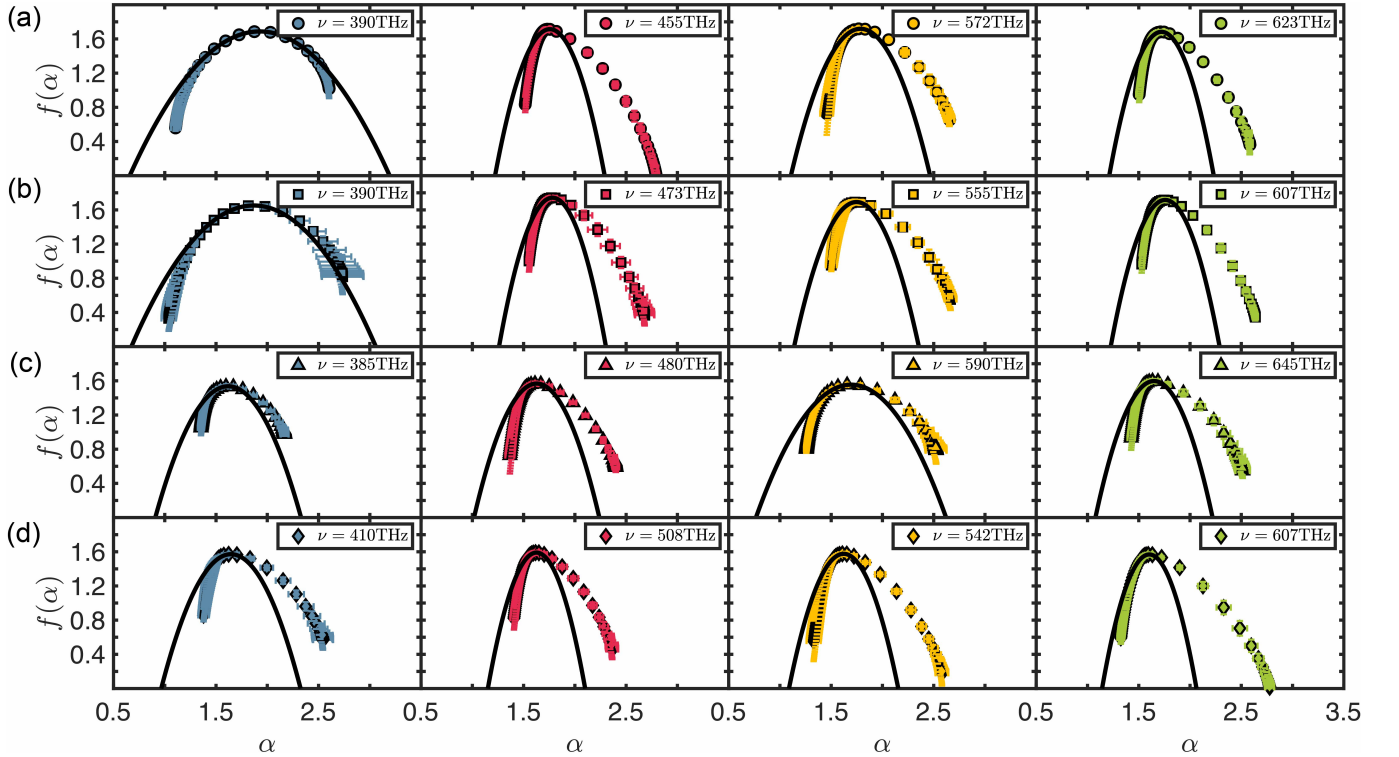 (a)
ν = 390THz
ν = 455THz
ν = 572THz
ν = 623THz
f(α)
1.6
1.2
0.8
0.4
(b)
ν = 390THz
ν = 473THz
ν = 555THz
ν = 607THz
f(α)
1.6
1.2
0.8
0.4
(c)
ν = 385THz
ν = 480THz
ν = 590THz
ν = 645THz
f(α)
1.6
1.2
0.8
0.4
(d)
ν = 410THz
ν = 508THz
ν = 542THz
ν = 607THz
f(α)
1.6
1.2
0.8
0.4
0.5 1.5 2.5 0.5 1.5 2.5 0.5 1.5 2.5 0.5 1.5 2.5 3.5
α α α α